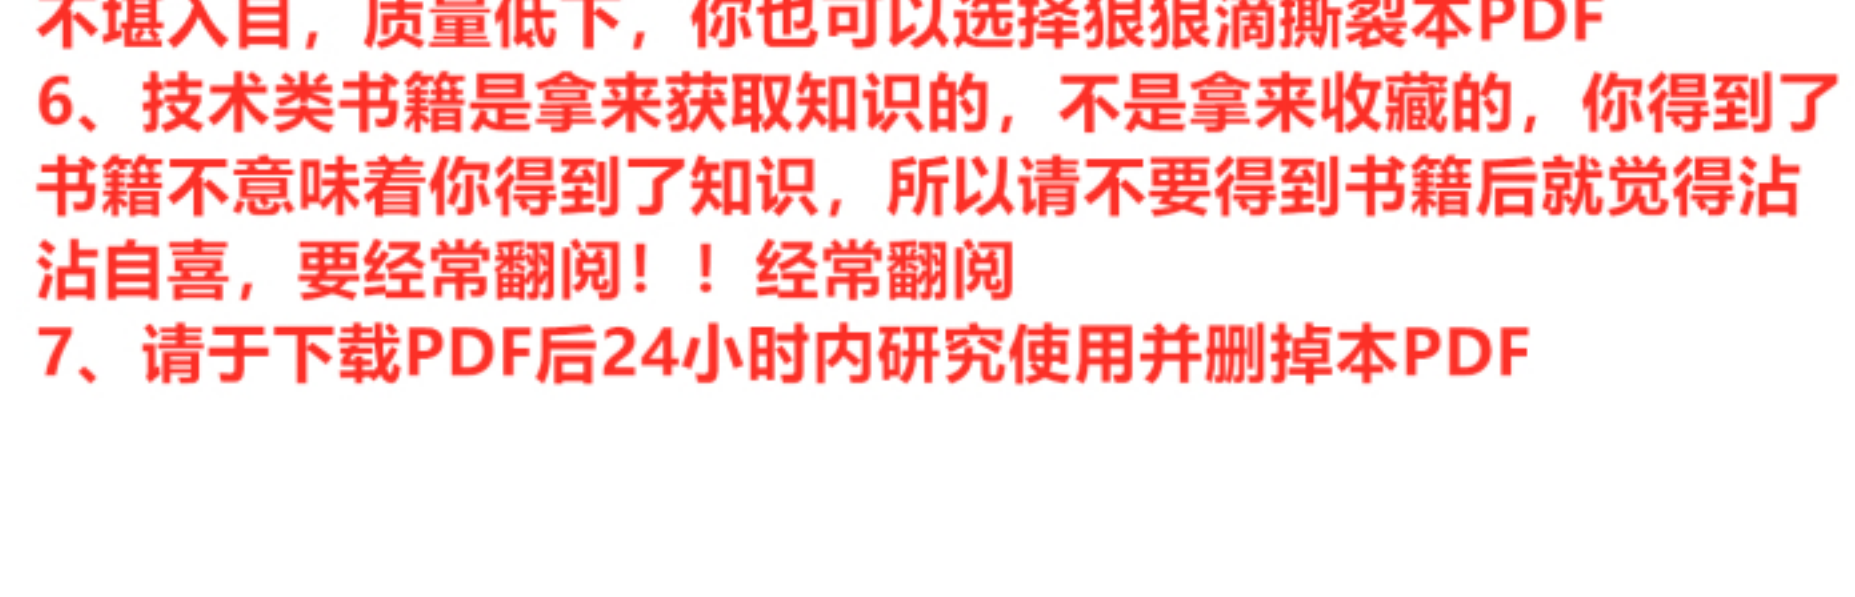 不堪入目，质量低下，你也可以选择狠狠滴撕裂本PDF
6、技术类书籍是拿来获取知识的，不是拿来收藏的，你得到了
书籍不意味着你得到了知识，所以请不要得到书籍后就觉得沾
沾自喜，要经常翻阅！！经常翻阅
7、请于下载PDF后24小时内研究使用并删掉本PDF